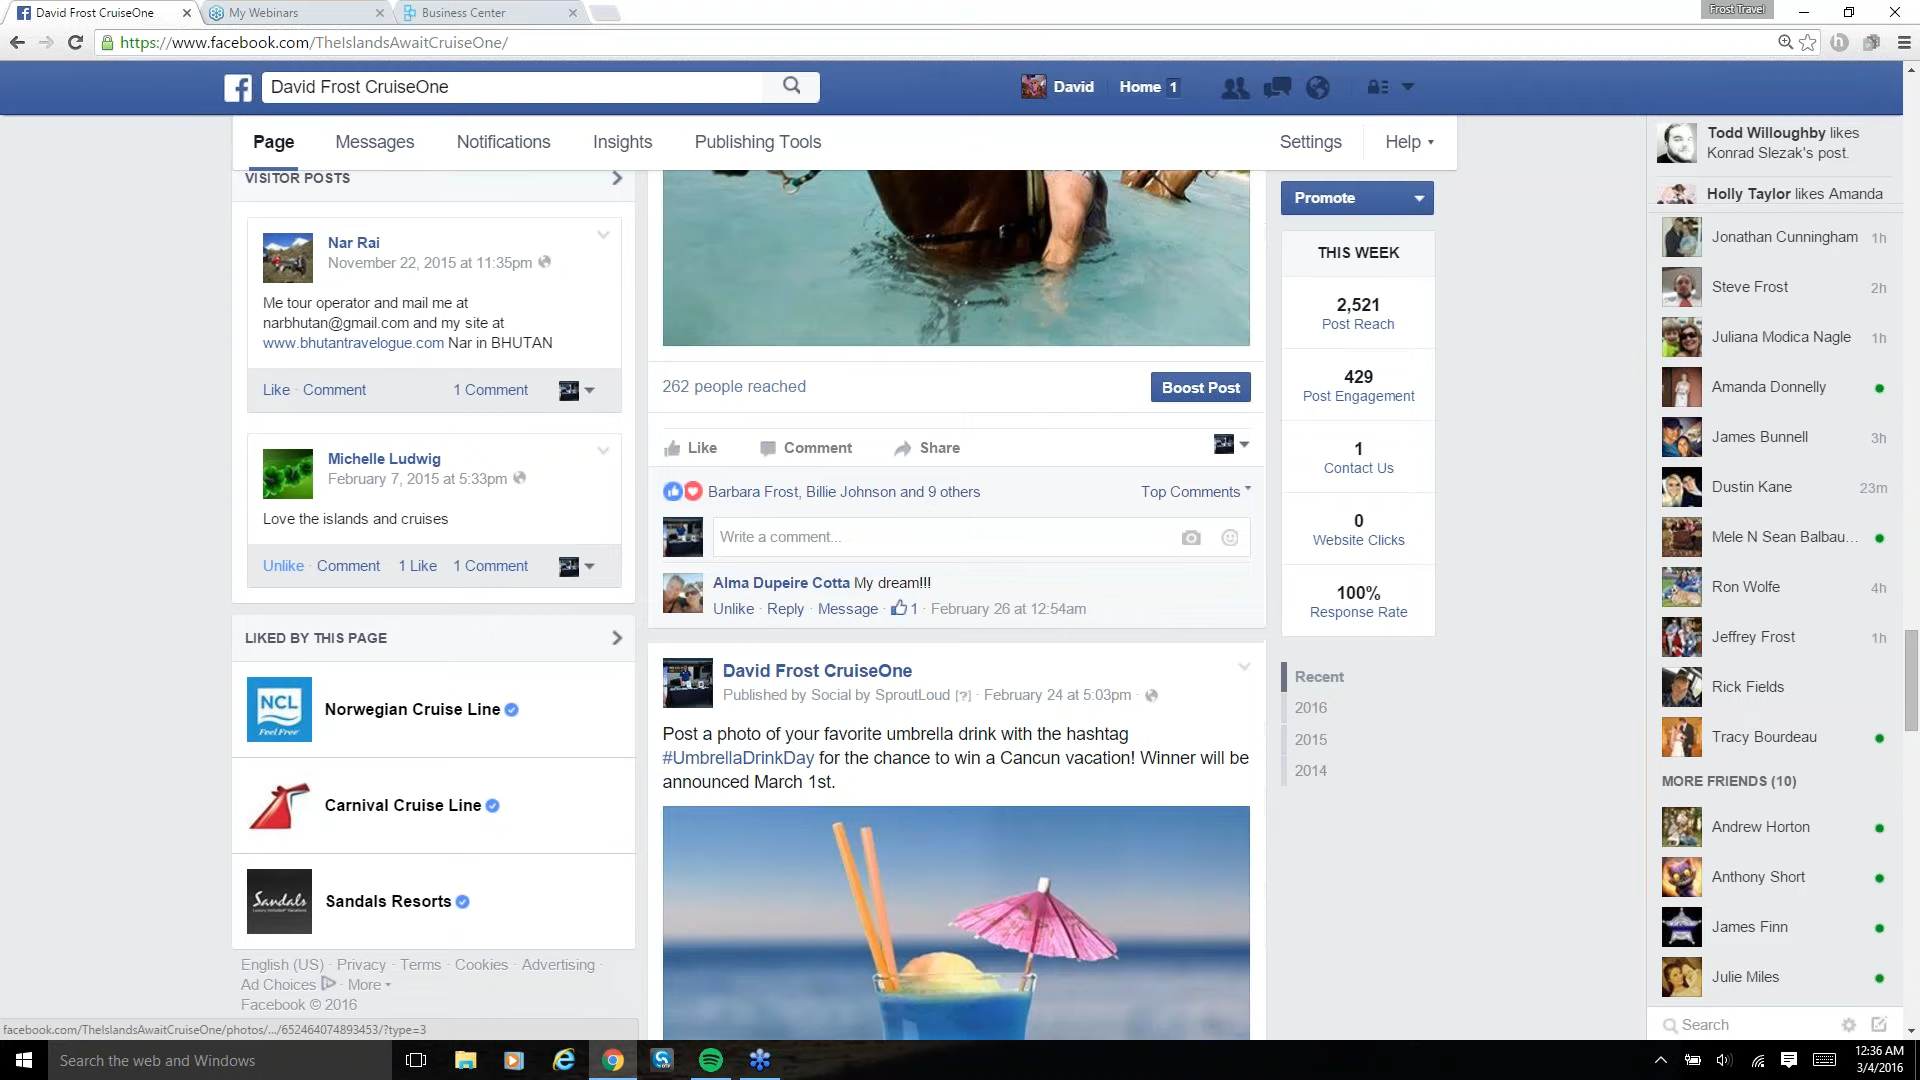 David Frost CruiseOne
My Webinars
Business Center
Frost Travel
https://www.facebook.com/TheIslandsAwaitCruiseOne/
David Frost CruiseOne
David
Home 1
Page
Messages
Notifications
Insights
Publishing Tools
Settings
Help
VISITOR POSTS
Nar Rai
November 22, 2015 at 11:35pm
Me tour operator and mail me at
narbhutan@gmail.com and my site at
www.bhutantravelogue.com Nar in BHUTAN
Like · Comment
1 Comment
Michelle Ludwig
February 7, 2015 at 5:33pm
Love the islands and cruises
Unlike · Comment
1 Like
1 Comment
LIKED BY THIS PAGE
NCL
Feel Free
Norwegian Cruise Line
Carnival Cruise Line
Sandals
Sandals Resorts
English (US) · Privacy · Terms · Cookies · Advertising ·
Ad Choices · More
Facebook © 2016
facebook.com/TheIslandsAwaitCruiseOne/photos/.../652464074893453/?type=3
262 people reached
Boost Post
Like
Comment
Share
Barbara Frost, Billie Johnson and 9 others
Top Comments
Write a comment...
Alma Dupeire Cotta My dream!!!
Unlike · Reply · Message · 1 · February 26 at 12:54am
David Frost CruiseOne
Published by Social by SproutLoud [?] · February 24 at 5:03pm ·
Post a photo of your favorite umbrella drink with the hashtag
#UmbrellaDrinkDay for the chance to win a Cancun vacation! Winner will be
announced March 1st.
Promote
THIS WEEK
2,521
Post Reach
429
Post Engagement
1
Contact Us
0
Website Clicks
100%
Response Rate
Recent
2016
2015
2014
Todd Willoughby likes
Konrad Slezak's post.
Holly Taylor likes Amanda
Jonathan Cunningham 1h
Steve Frost 2h
Juliana Modica Nagle 1h
Amanda Donnelly
James Bunnell 3h
Dustin Kane 23m
Mele N Sean Balbau...
Ron Wolfe 4h
Jeffrey Frost 1h
Rick Fields
Tracy Bourdeau
MORE FRIENDS (10)
Andrew Horton
Anthony Short
James Finn
Julie Miles
Search
Search the web and Windows
12:36 AM
3/4/2016